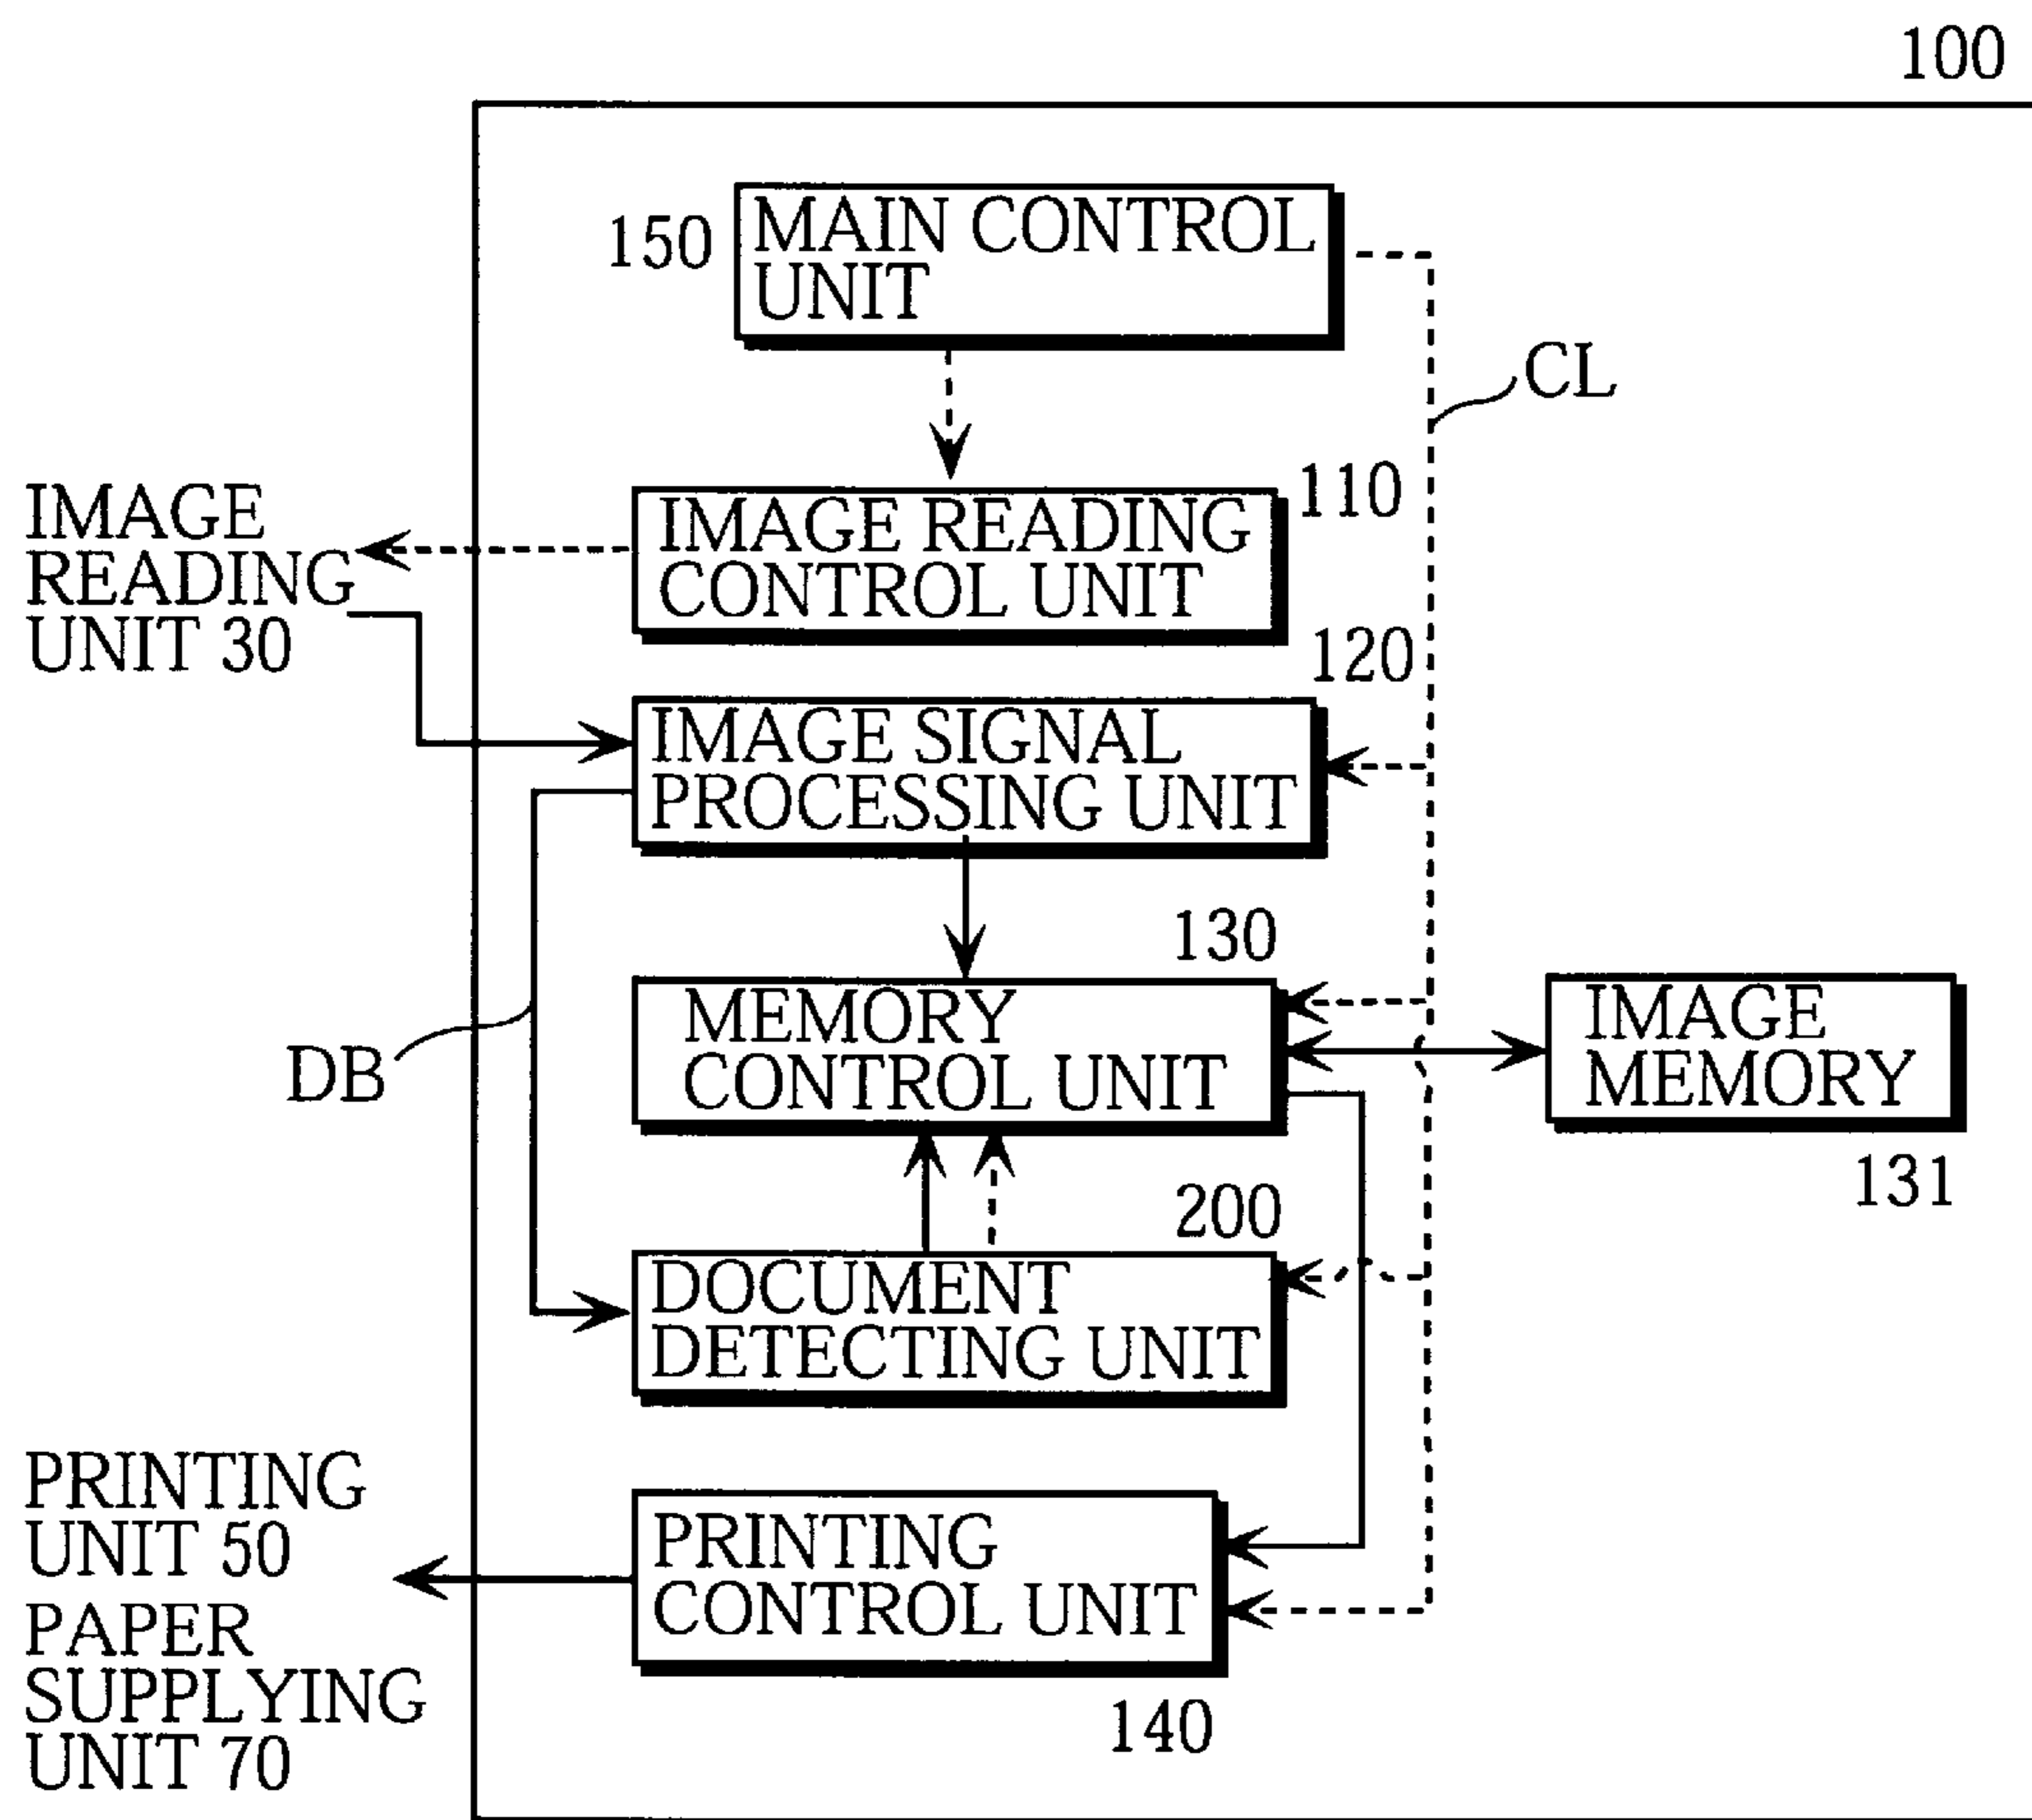 100
150
MAIN CONTROL
UNIT
CL
IMAGE
READING
UNIT 30
110
IMAGE READING
CONTROL UNIT
120
IMAGE SIGNAL
PROCESSING UNIT
130
MEMORY
CONTROL UNIT
IMAGE
MEMORY
131
DB
200
DOCUMENT
DETECTING UNIT
PRINTING
UNIT 50
PAPER
SUPPLYING
UNIT 70
PRINTING
CONTROL UNIT
140